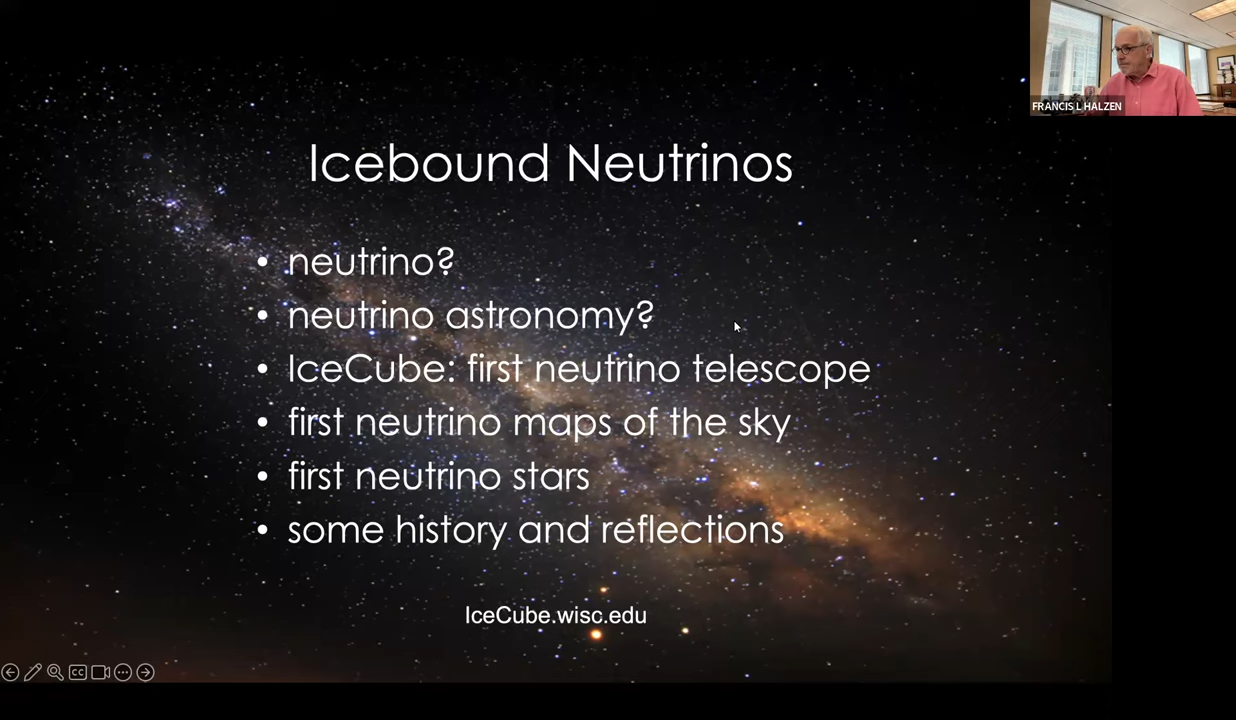 FRANCIS L HALZEN
Icebound Neutrinos
• neutrino?
• neutrino astronomy?
• IceCube: first neutrino telescope
• first neutrino maps of the sky
• first neutrino stars
• some history and reflections
IceCube.wisc.edu
CC